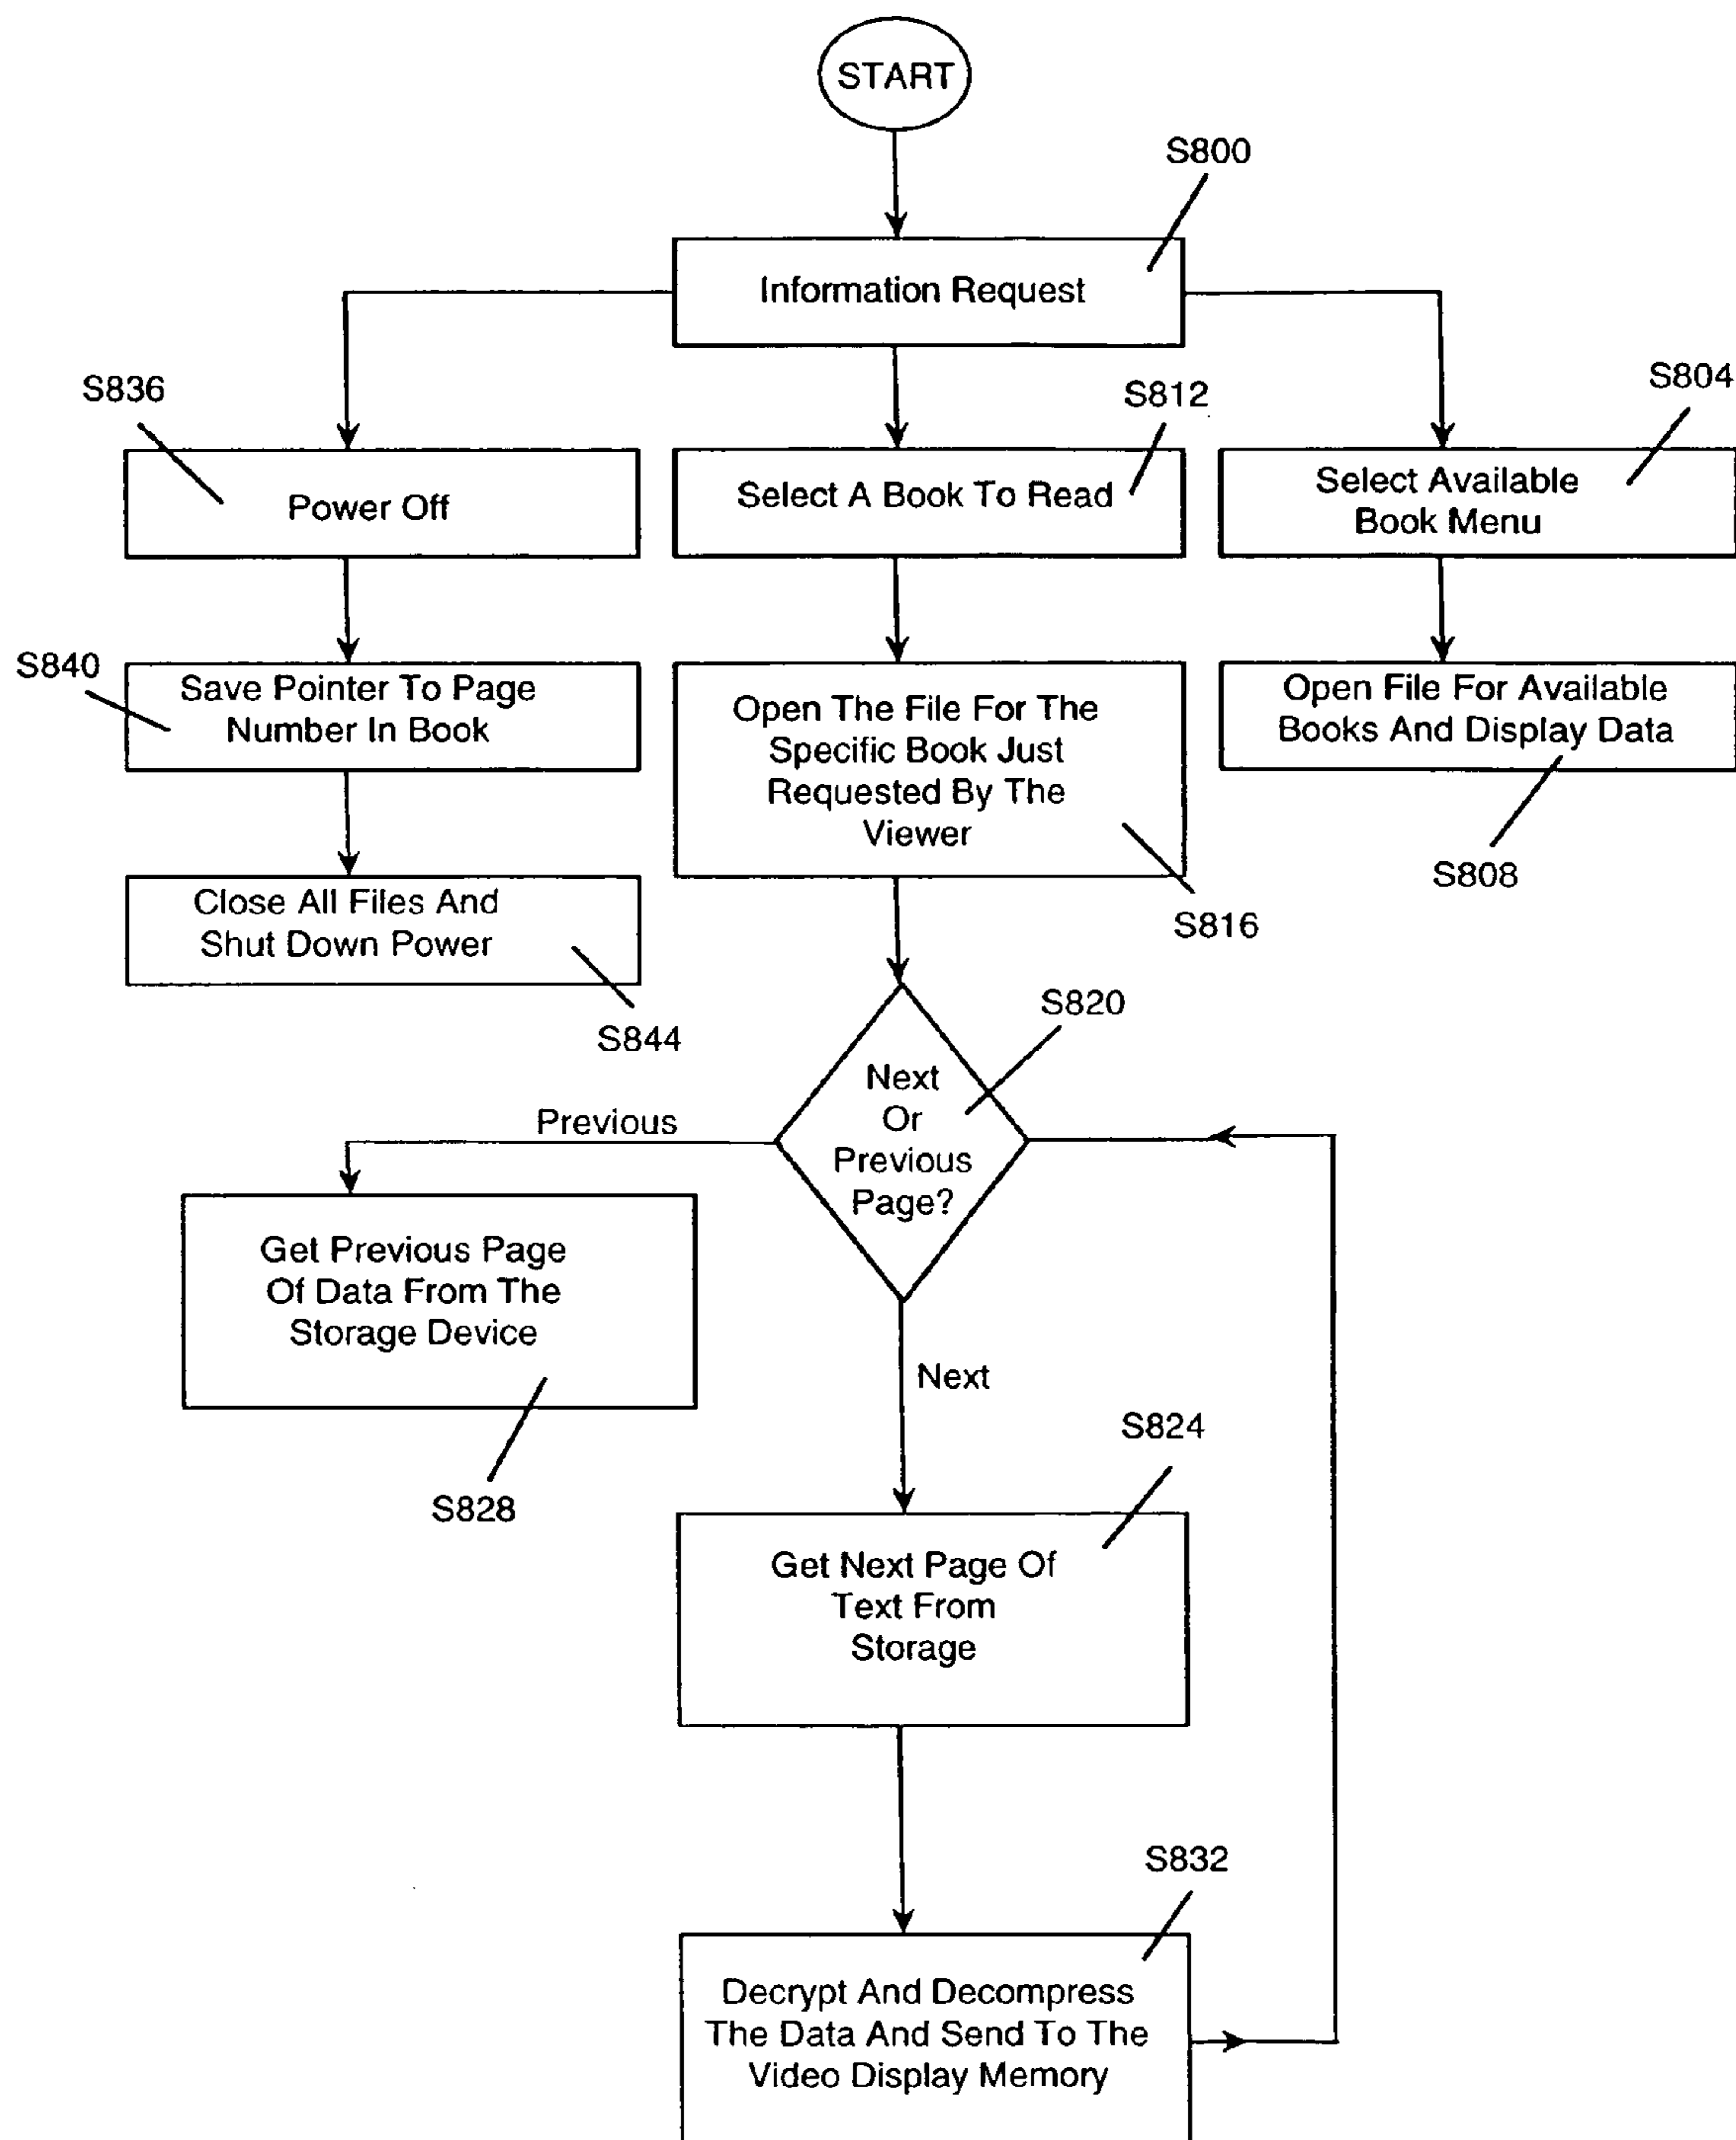 START
S800
Information Request
S836
S812
S804
Power Off
Select A Book To Read
Select Available
Book Menu
S840
Save Pointer To Page
Number In Book
Open The File For The
Specific Book Just
Requested By The
Viewer
Open File For Available
Books And Display Data
S808
Close All Files And
Shut Down Power
S816
S844
S820
Next
Or
Previous
Page?
Previous
Get Previous Page
Of Data From The
Storage Device
Next
S828
S824
Get Next Page Of
Text From
Storage
S832
Decrypt And Decompress
The Data And Send To The
Video Display Memory